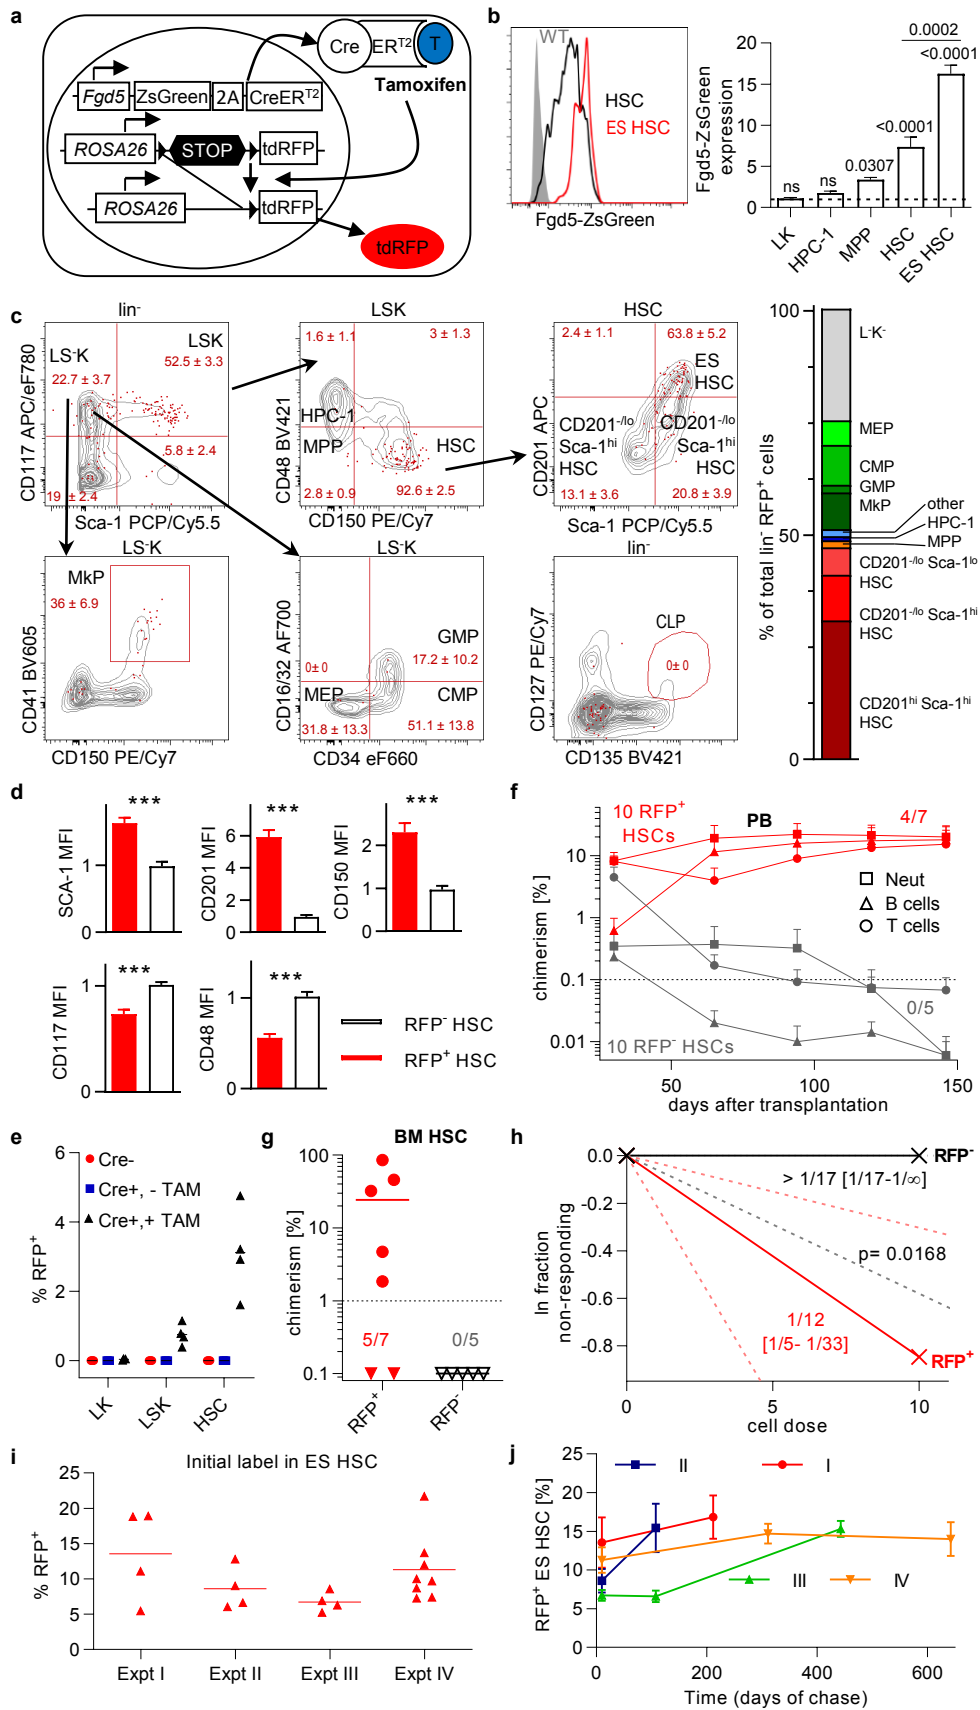 a
Cre
ER^T2
T
Tamoxifen
Fgd5
ZsGreen
2A
CreER^T2
ROSA26
STOP
tdRFP
ROSA26
tdRFP
tdRFP
b
WT
HSC
ES HSC
Fgd5-ZsGreen
Fgd5-ZsGreen
expression
20
15
10
5
0
ns
ns
0.0307
<0.0001
0.0002
<0.0001
LK
HPC-1
MPP
HSC
ES HSC
c
lin-
LS-K
22.7 ± 3.7
LSK
52.5 ± 3.3
5.8 ± 2.4
19 ± 2.4
CD117 APC/eF780
Sca-1 PCP/Cy5.5
LSK
1.6 ± 1.1
3 ± 1.3
HPC-1
MPP
HSC
2.8 ± 0.9
92.6 ± 2.5
CD48 BV421
CD150 PE/Cy7
HSC
2.4 ± 1.1
63.8 ± 5.2
ES
HSC
CD201-/lo
Sca-1hi
HSC
CD201-/lo
Sca-1hi
HSC
13.1 ± 3.6
20.8 ± 3.9
CD201 APC
Sca-1 PCP/Cy5.5
LS-K
MkP
36 ± 6.9
CD41 BV605
CD150 PE/Cy7
LS-K
GMP
0± 0
17.2 ± 10.2
MEP
CMP
31.8 ± 13.3
51.1 ± 13.8
CD16/32 AF700
CD34 eF660
lin-
CLP
0± 0
CD127 PE/Cy7
CD135 BV421
% of total lin- RFP+ cells
100
50
0
L-K-
MEP
CMP
GMP
MkP
other
HPC-1
MPP
CD201-/lo Sca-1lo
HSC
CD201-/lo Sca-1hi
HSC
CD201hi Sca-1hi
HSC
d
***
SCA-1 MFI
1
0
***
CD201 MFI
6
4
2
0
***
CD150 MFI
2
1
0
***
CD117 MFI
1
0
***
CD48 MFI
1
0
RFP- HSC
RFP+ HSC
f
PB
10 RFP+
HSCs
4/7
Neut
B cells
T cells
0/5
10 RFP- HSCs
chimerism [%]
10
1
0.1
0.01
50
100
150
days after transplantation
e
Cre-
Cre+, - TAM
Cre+,+ TAM
% RFP+
6
4
2
0
LK
LSK
HSC
g
BM HSC
chimerism [%]
100
10
1
0.1
5/7
0/5
RFP+
RFP-
h
ln fraction
non-responding
0.0
-0.2
-0.4
-0.6
-0.8
RFP-
> 1/17 [1/17-1/∞]
p= 0.0168
1/12
[1/5- 1/33]
RFP+
0
10
cell dose
i
Initial label in ES HSC
% RFP+
25
20
15
10
5
0
Expt I
Expt II
Expt III
Expt IV
j
II
I
III
IV
RFP+ ES HSC [%]
25
20
15
10
5
0
0
200
400
600
Time (days of chase)